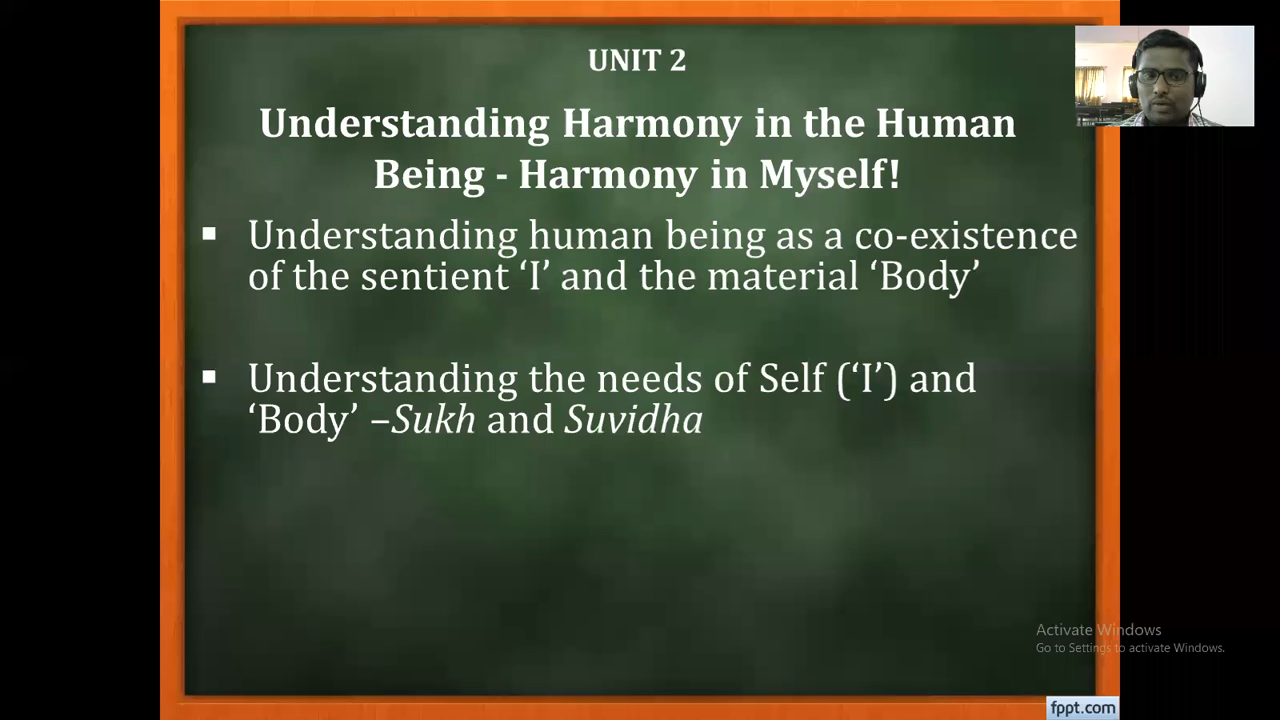 UNIT 2
Understanding Harmony in the Human
Being - Harmony in Myself!
▪ Understanding human being as a co-existence
of the sentient ‘I’ and the material ‘Body’
▪ Understanding the needs of Self (‘I’) and
‘Body’ –Sukh and Suvidha
Activate Windows
Go to Settings to activate Windows.
fppt.com